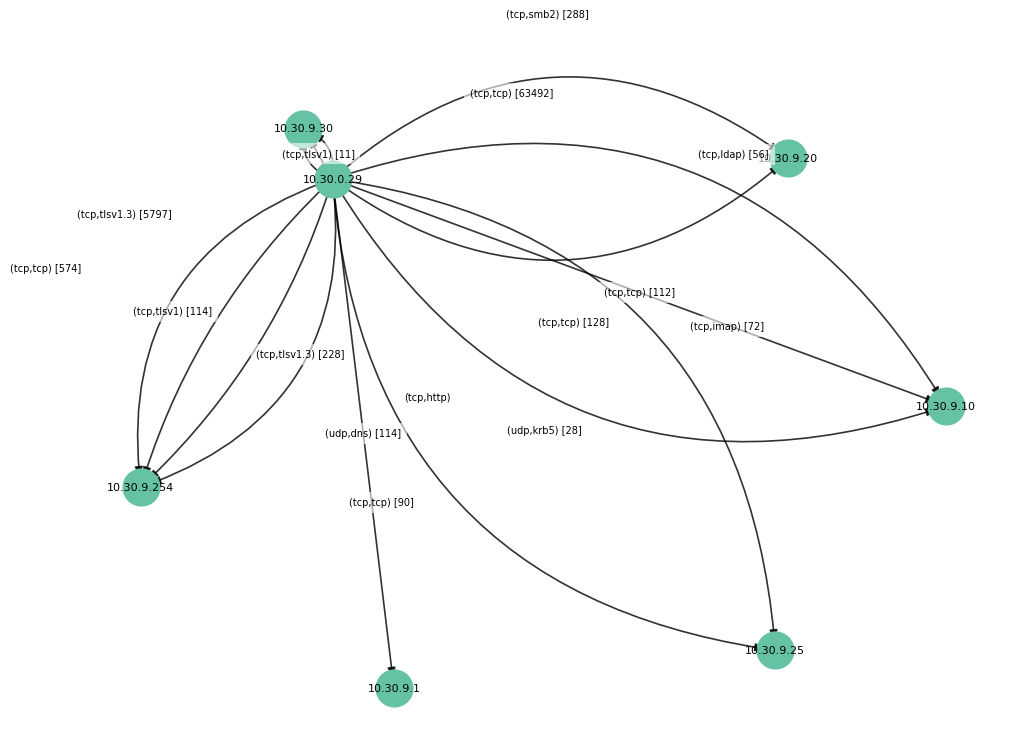 (tcp,smb2) [288]
(tcp,tcp) [63492]
10.30.9.30
(tcp,tlsv1) [11]
(tcp,ldap) [56]
10.30.9.20
10.30.0.29
(tcp,tlsv1.3) [5797]
(tcp,tcp) [574]
(tcp,tcp) [112]
(tcp,tlsv1) [114]
(tcp,tcp) [128]
(tcp,imap) [72]
(tcp,tlsv1.3) [228]
(tcp,http)
10.30.9.10
(udp,krb5) [28]
(udp,dns) [114]
10.30.9.254
(tcp,tcp) [90]
10.30.9.25
10.30.9.1